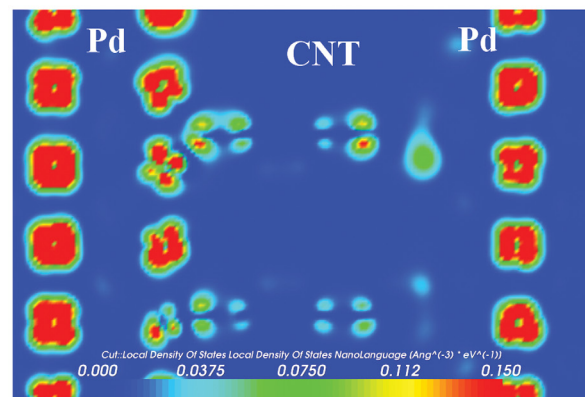 Pd CNT Pd
Cut::Local Density Of States Local Density Of States NanoLanguage (Ang^(-3) * eV^(-1))
0.000 0.0375 0.0750 0.112 0.150